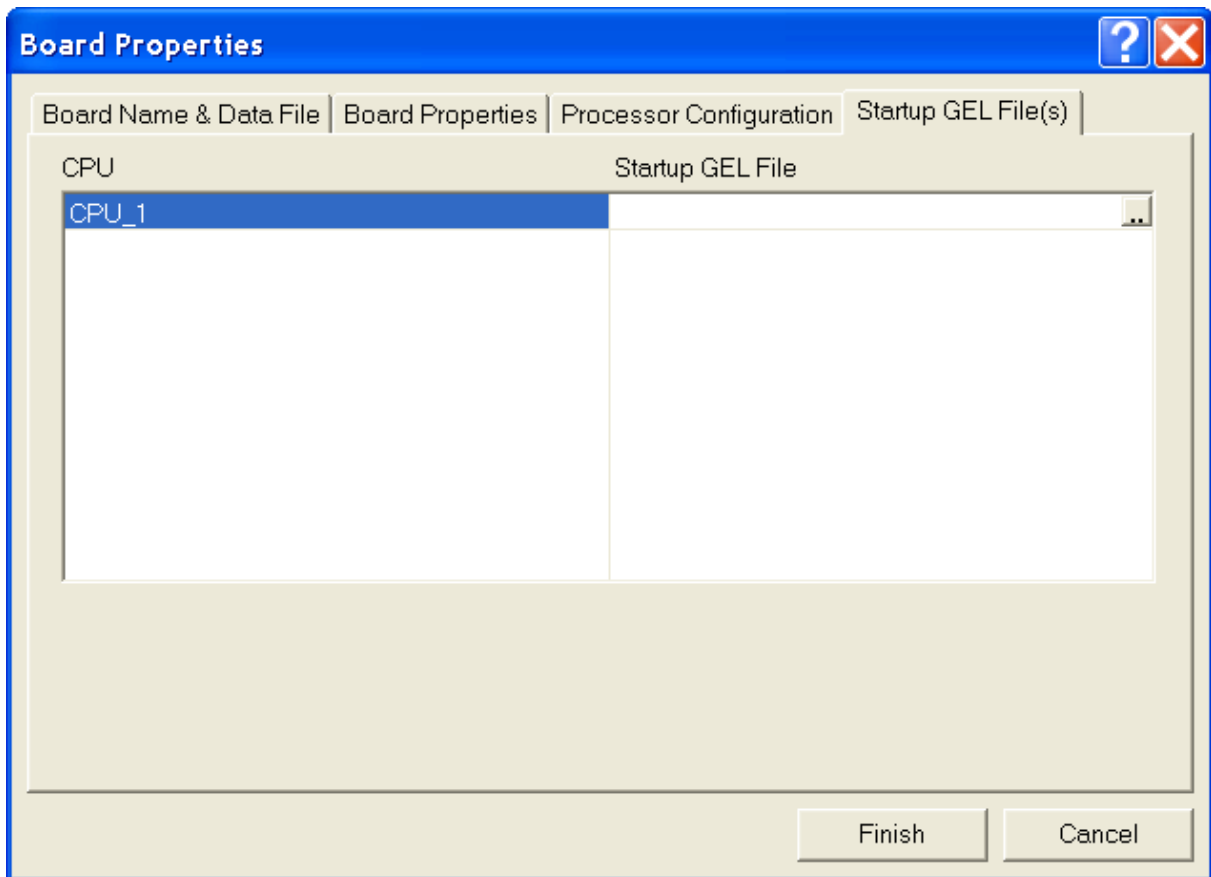 Board Properties
Board Name & Data File Board Properties Processor Configuration Startup GEL File(s)
CPU Startup GEL File
CPU_1 ..
Finish Cancel